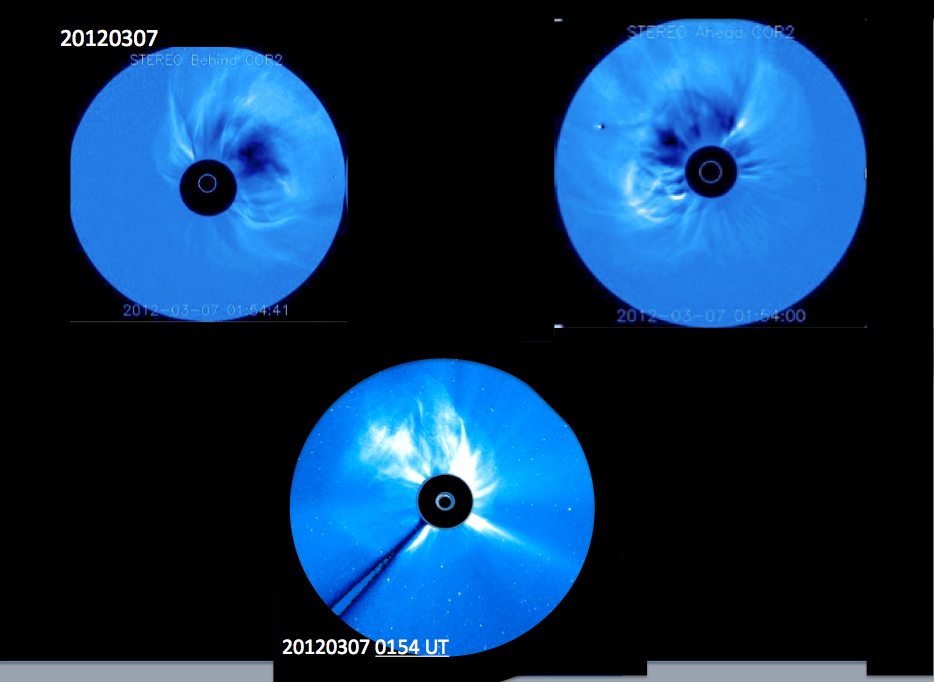 20120307
STEREO Behind COR2
STEREO Ahead COR2
2012-03-07 01:54:41
2012-03-07 01:54:00
20120307 0154 UT